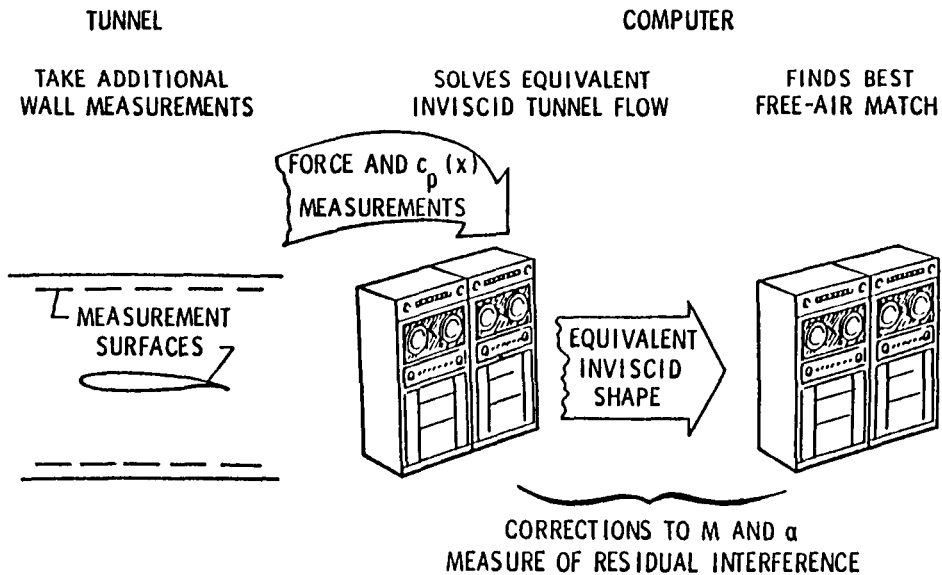 TUNNEL
COMPUTER
TAKE ADDITIONAL
WALL MEASUREMENTS
SOLVES EQUIVALENT
INVISCID TUNNEL FLOW
FINDS BEST
FREE-AIR MATCH
FORCE AND c_p (x)
MEASUREMENTS
MEASUREMENT
SURFACES
EQUIVALENT
INVISCID
SHAPE
CORRECTIONS TO M AND α
MEASURE OF RESIDUAL INTERFERENCE